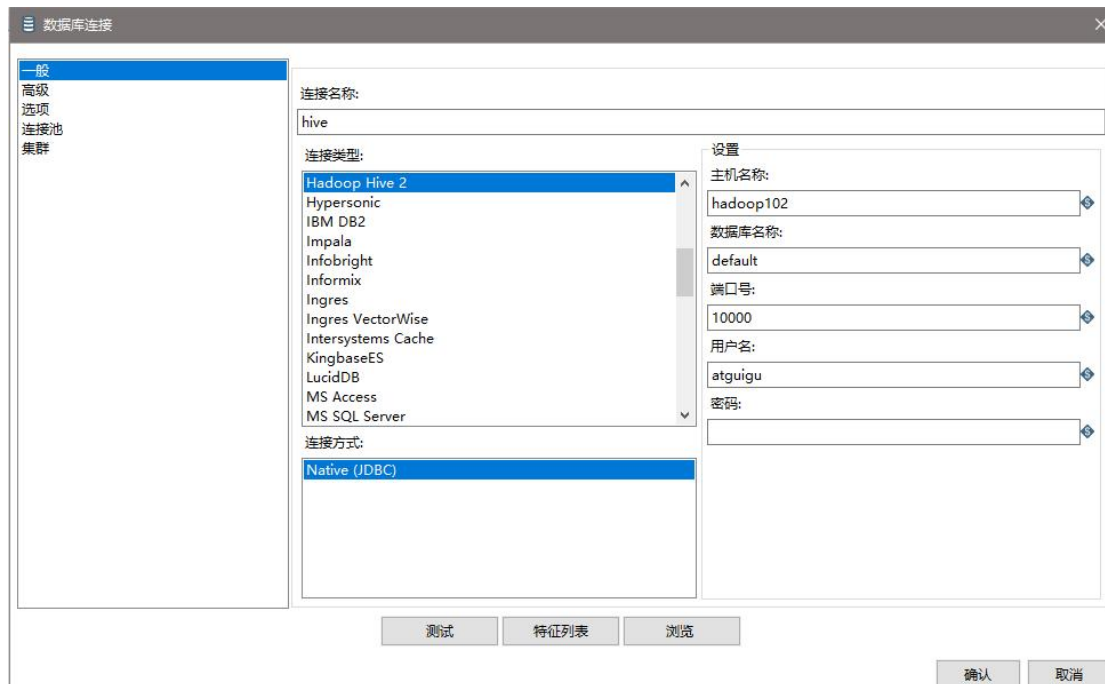 数据库连接
一般
高级
选项
连接池
集群
连接名称:
hive
连接类型:
Hadoop Hive 2
Hypersonic
IBM DB2
Impala
Infobright
Informix
Ingres
Ingres VectorWise
Intersystems Cache
KingbaseES
LucidDB
MS Access
MS SQL Server
连接方式:
Native (JDBC)
设置
主机名称:
hadoop102
数据库名称:
default
端口号:
10000
用户名:
atguigu
密码:
测试
特征列表
浏览
确认
取消